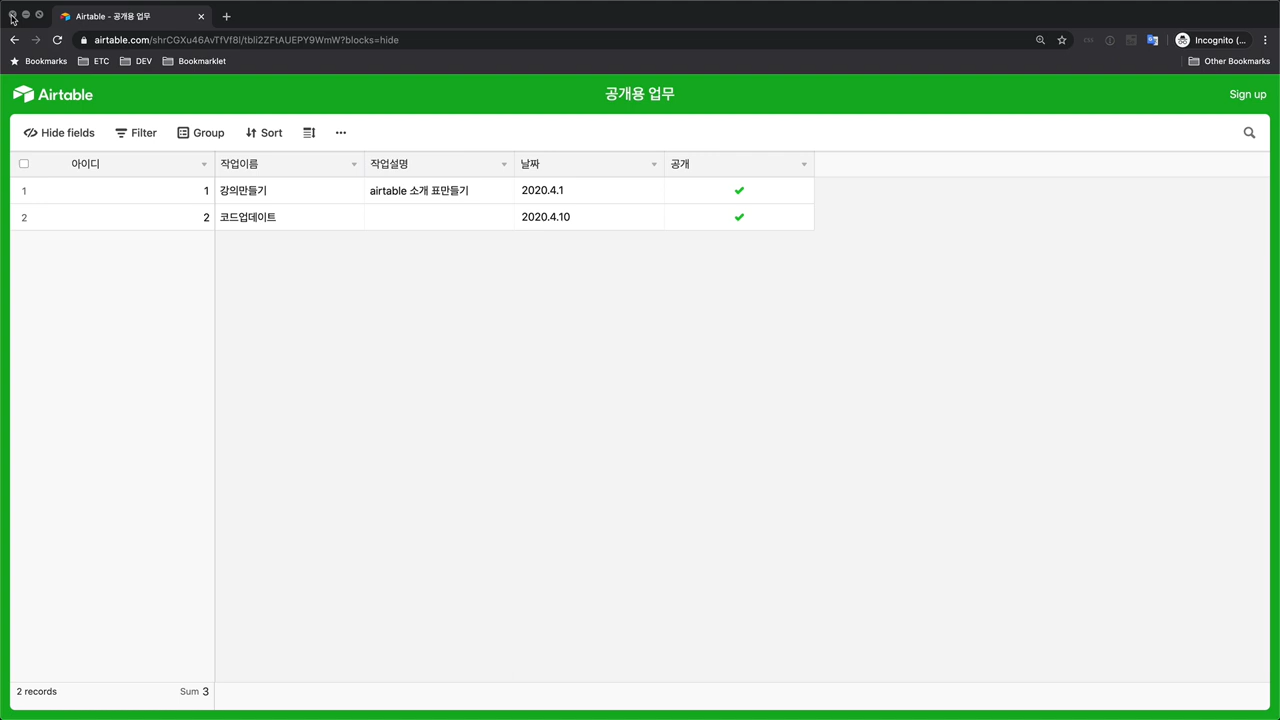 Airtable - 공개용 업무
airtable.com/shrCGXu46AvTfVf8l/tbli2ZFtAUEPY9WmW?blocks=hide
Incognito (...
Bookmarks ETC DEV Bookmarklet Other Bookmarks
Airtable 공개용 업무 Sign up
Hide fields Filter Group Sort
아이디 작업이름 작업설명 날짜 공개
1 1 강의만들기 airtable 소개 표만들기 2020.4.1
2 2 코드업데이트 2020.4.10
2 records Sum 3